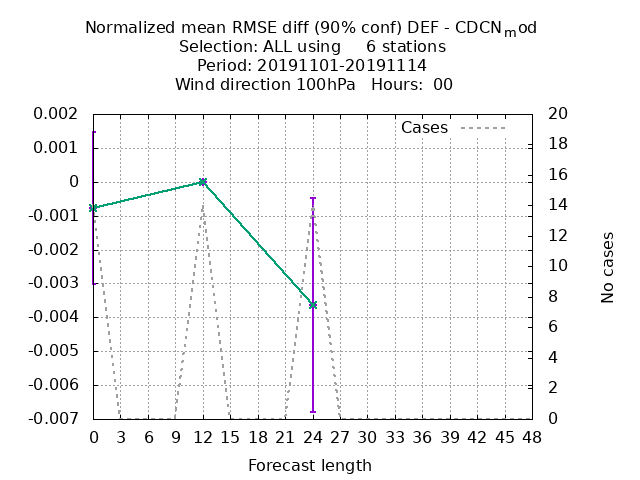 Normalized mean RMSE diff (90% conf) DEF - CDCNmod
Selection: ALL using     6 stations
Period: 20191101-20191114
Wind direction 100hPa   Hours:  00
Cases
0.002
0.001
0
-0.001
-0.002
-0.003
-0.004
-0.005
-0.006
-0.007
20
18
16
14
12
10
8
6
4
2
0
No cases
0 3 6 9 12 15 18 21 24 27 30 33 36 39 42 45 48
Forecast length